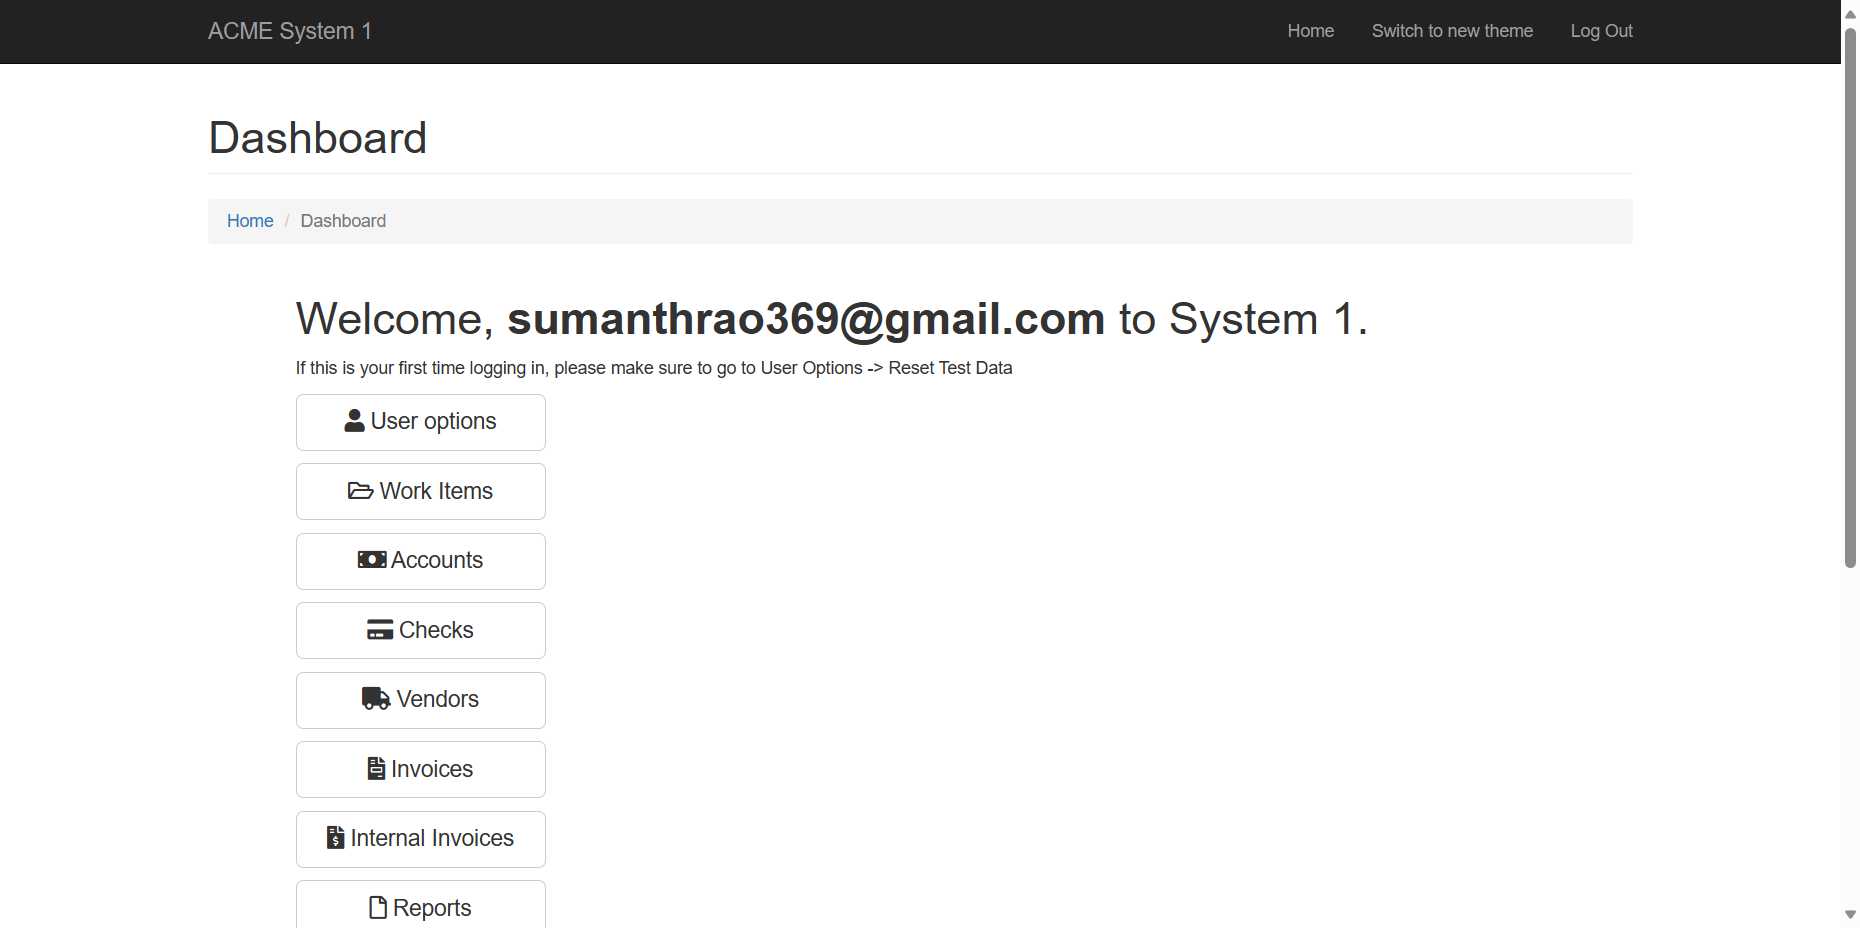 ACME System 1
Home Switch to new theme Log Out
Dashboard
Home / Dashboard
Welcome, sumanthrao369@gmail.com to System 1.
If this is your first time logging in, please make sure to go to User Options -> Reset Test Data
User options
Work Items
Accounts
Checks
Vendors
Invoices
Internal Invoices
Reports